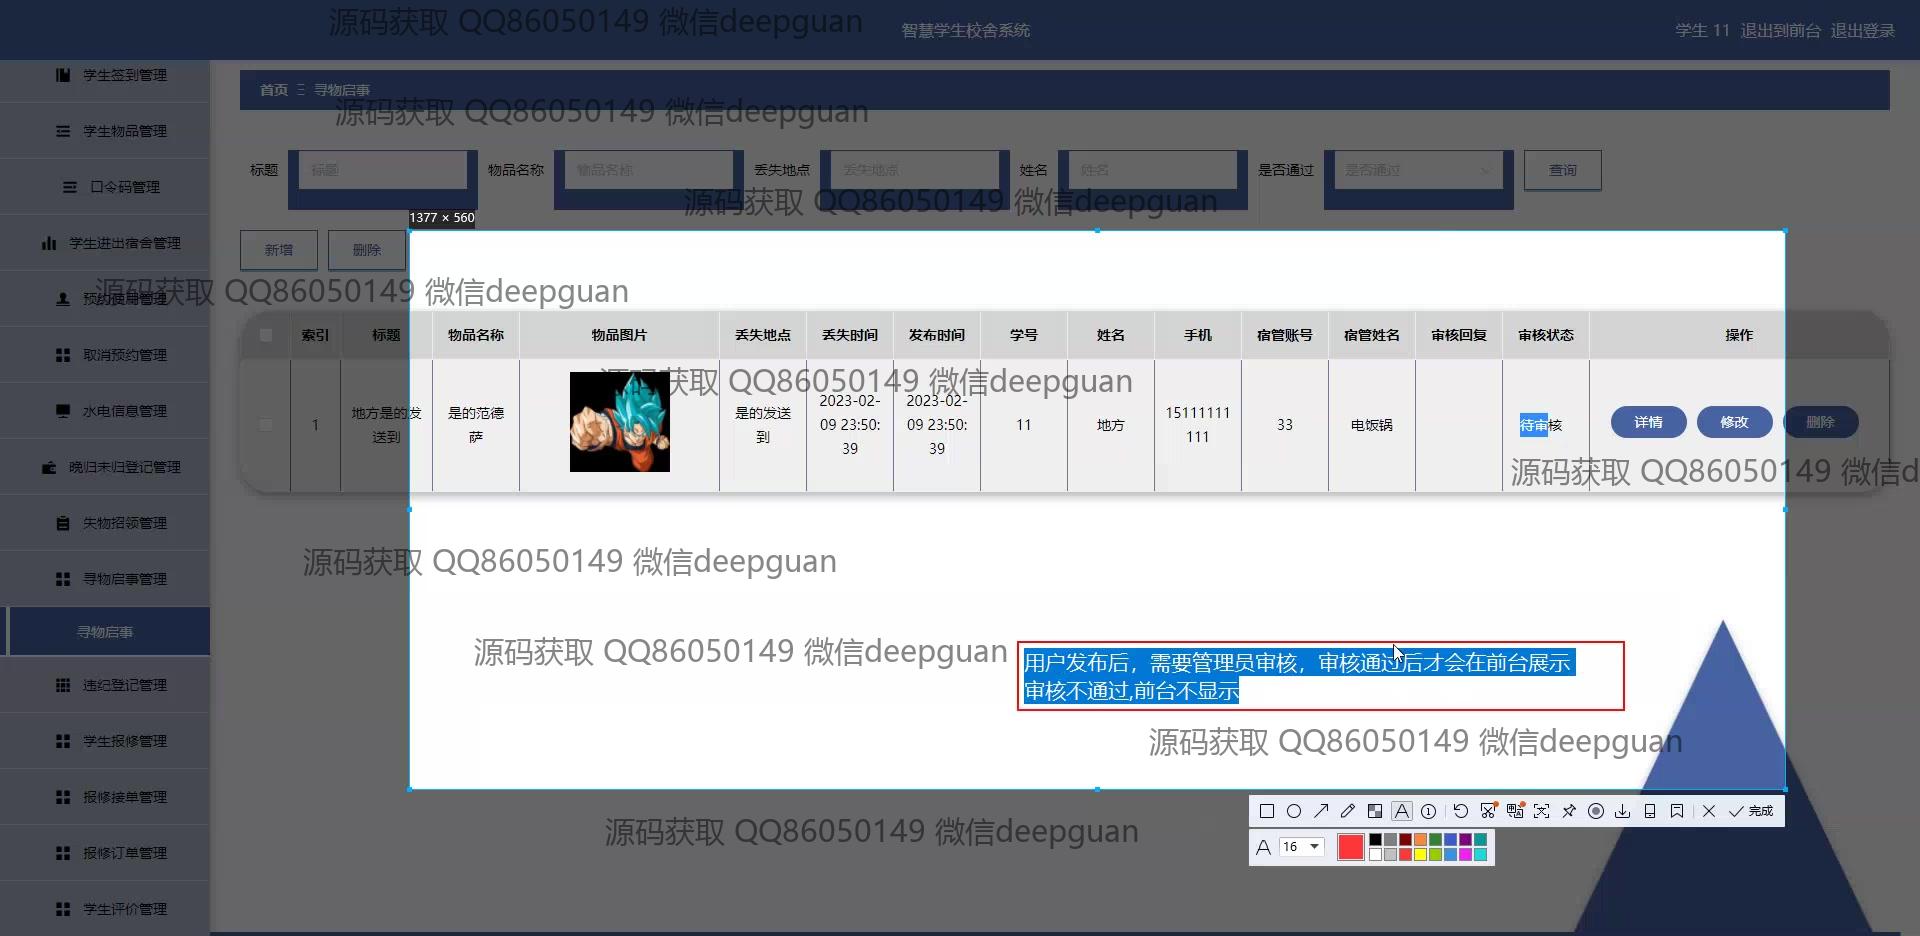 源码获取 QQ86050149 微信deepguan
智慧学生校舍系统
学生 11 退出到前台 退出登录
学生签到管理
学生物品管理
口令码管理
学生进出宿舍管理
预约使用管理
取消预约管理
水电信息管理
晚归未归登记管理
失物招领管理
寻物启事管理
寻物启事
违纪登记管理
学生报修管理
报修接单管理
报修订单管理
学生评价管理
首页 Ξ 寻物启事
源码获取 QQ86050149 微信deepguan
标题 标题 物品名称 物品名称 丢失地点 丢失地点 姓名 姓名 是否通过 是否通过 查询
源码获取 QQ86050149 微信deepguan
1377 × 560
新增 删除
源码获取 QQ86050149 微信deepguan
索引 标题 物品名称 物品图片 丢失地点 丢失时间 发布时间 学号 姓名 手机 宿管账号 宿管姓名 审核回复 审核状态 操作
源码获取 QQ86050149 微信deepguan
1
地方是的发
送到
是的范德
萨
是的发送
到
2023-02-
09 23:50:
39
2023-02-
09 23:50:
39
11
地方
15111111
111
33
电饭锅
待审核
详情 修改 删除
源码获取 QQ86050149 微信d
源码获取 QQ86050149 微信deepguan
源码获取 QQ86050149 微信deepguan
用户发布后，需要管理员审核，审核通过后才会在前台展示
审核不通过,前台不显示
源码获取 QQ86050149 微信deepguan
完成
源码获取 QQ86050149 微信deepguan
A 16